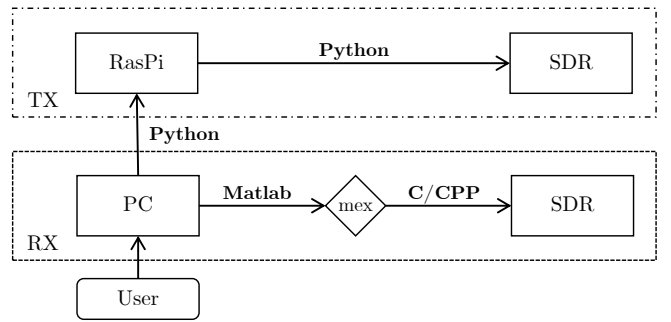 RasPi
Python
SDR
TX
Python
PC
Matlab
mex
C/CPP
SDR
RX
User